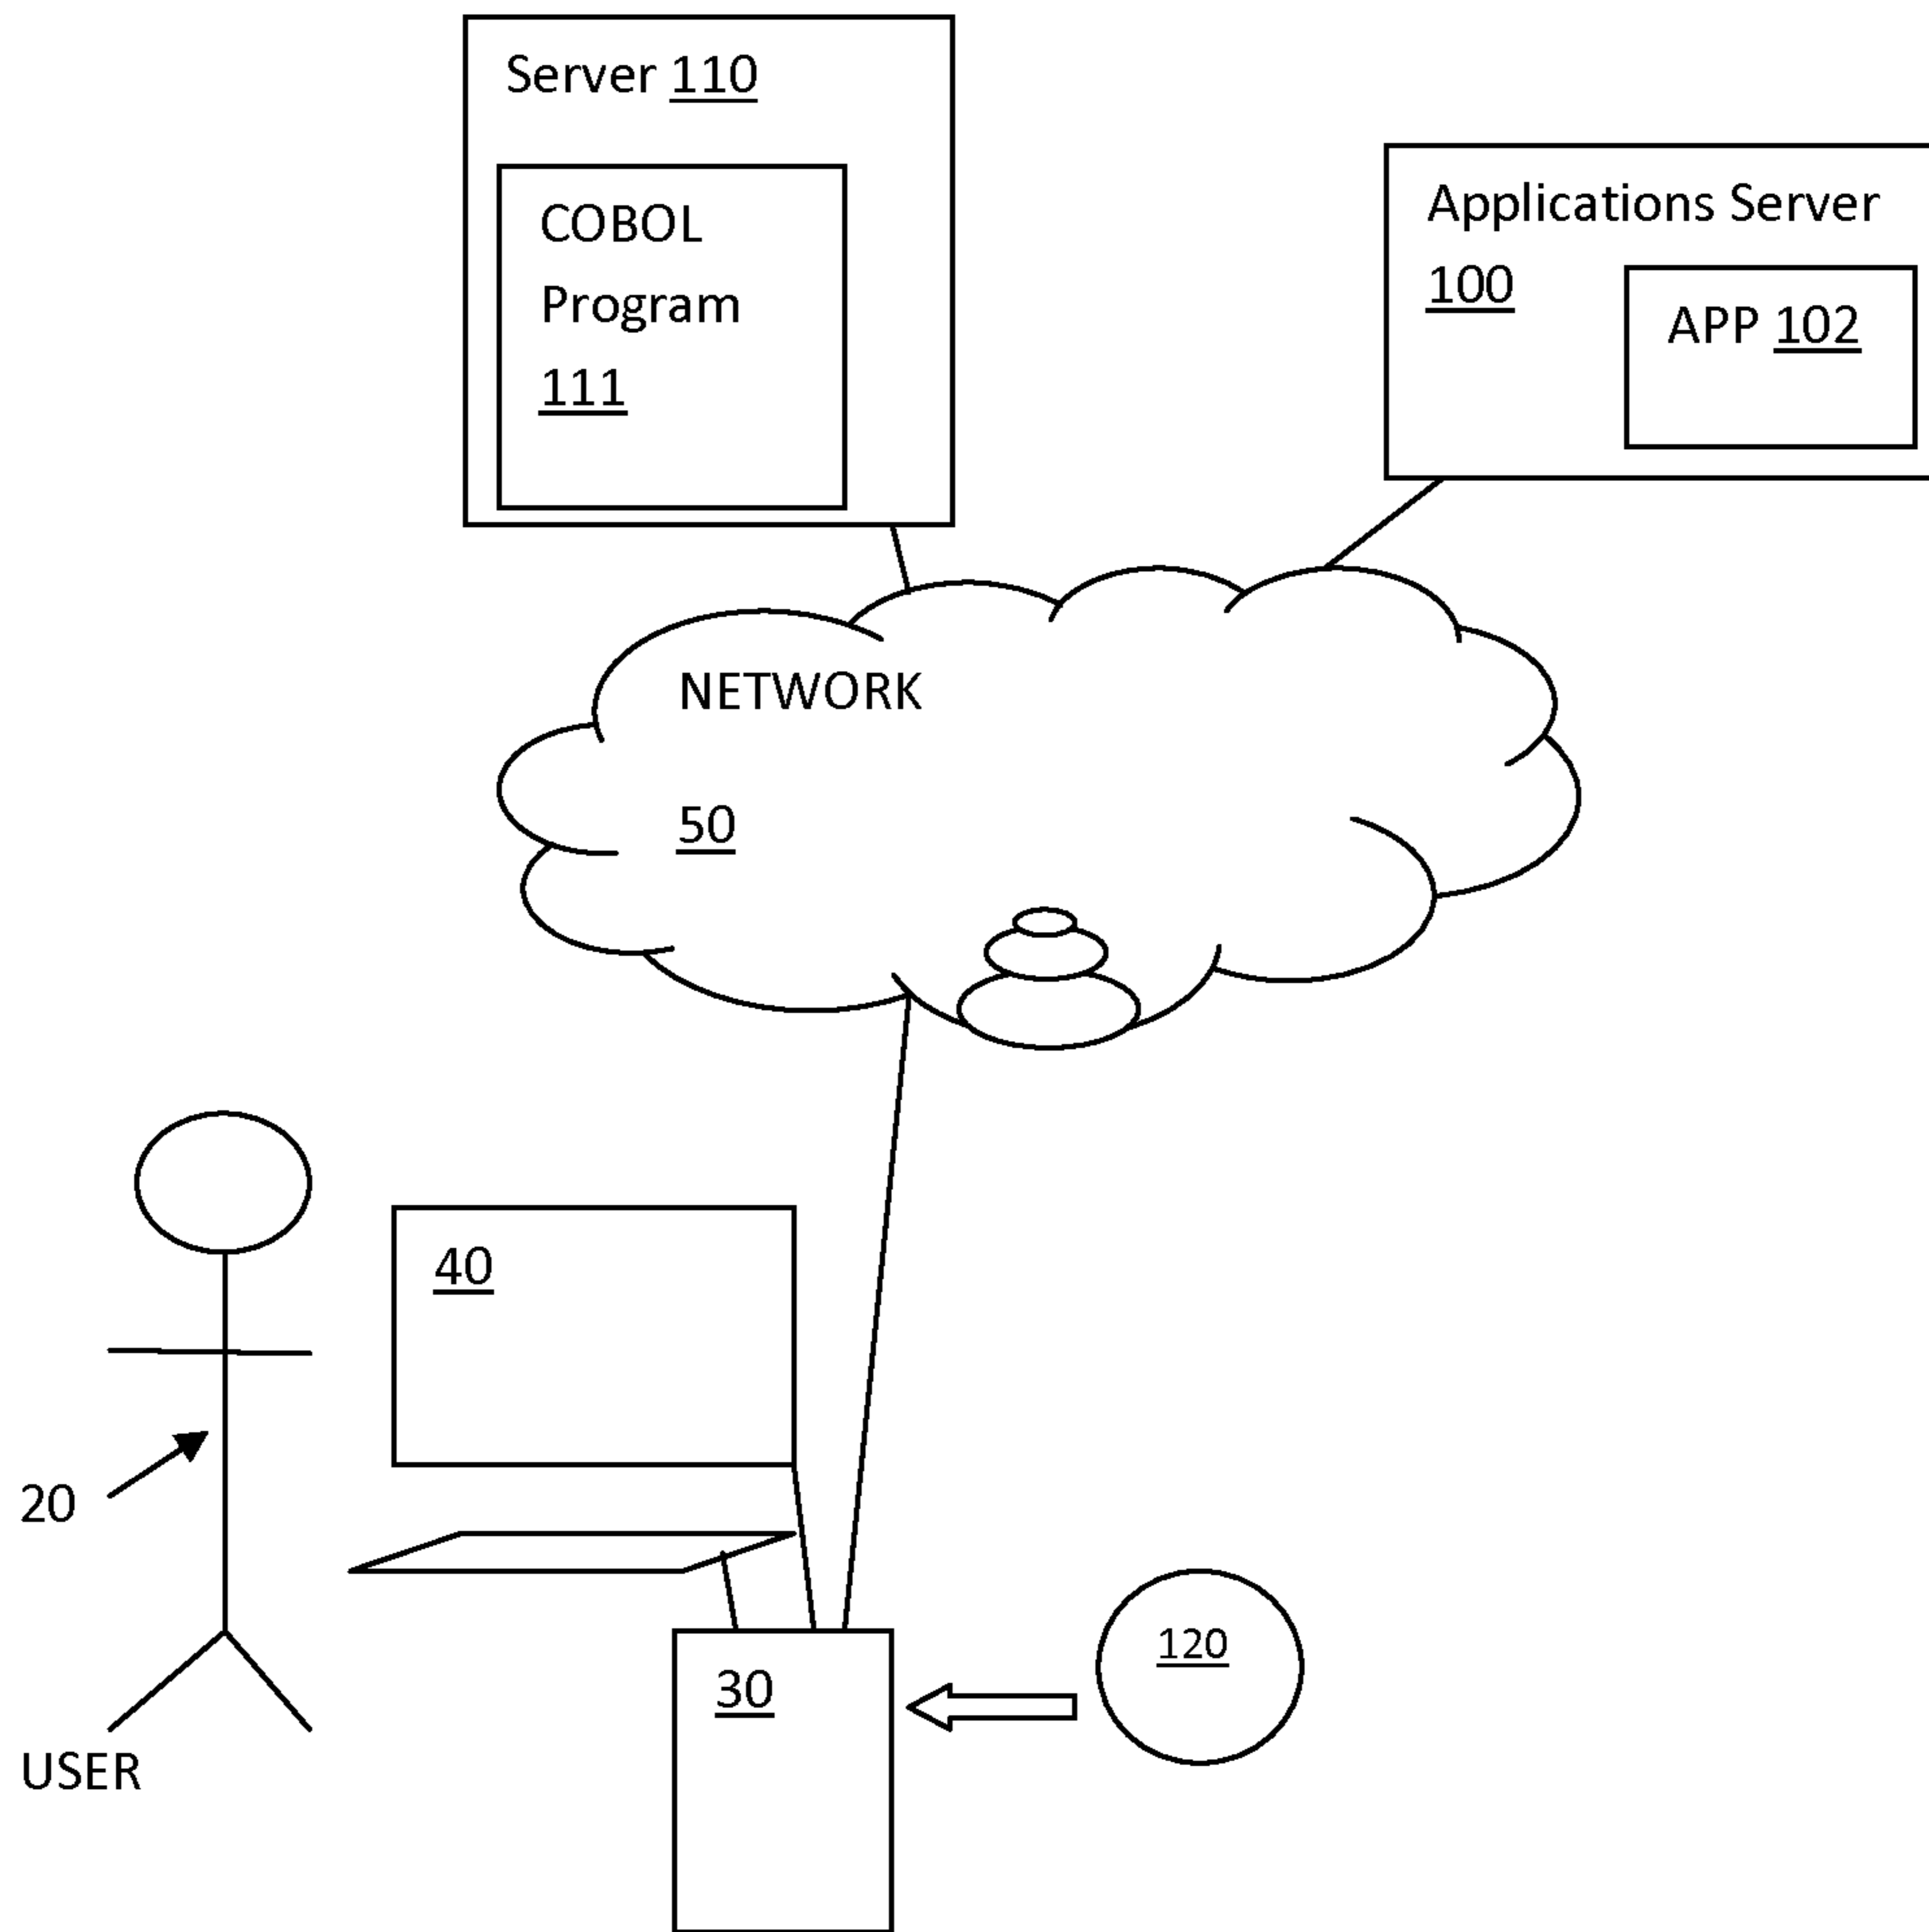 Server 110
COBOL
Program
111
Applications Server
100
APP 102
NETWORK
50
40
20
30
120
USER